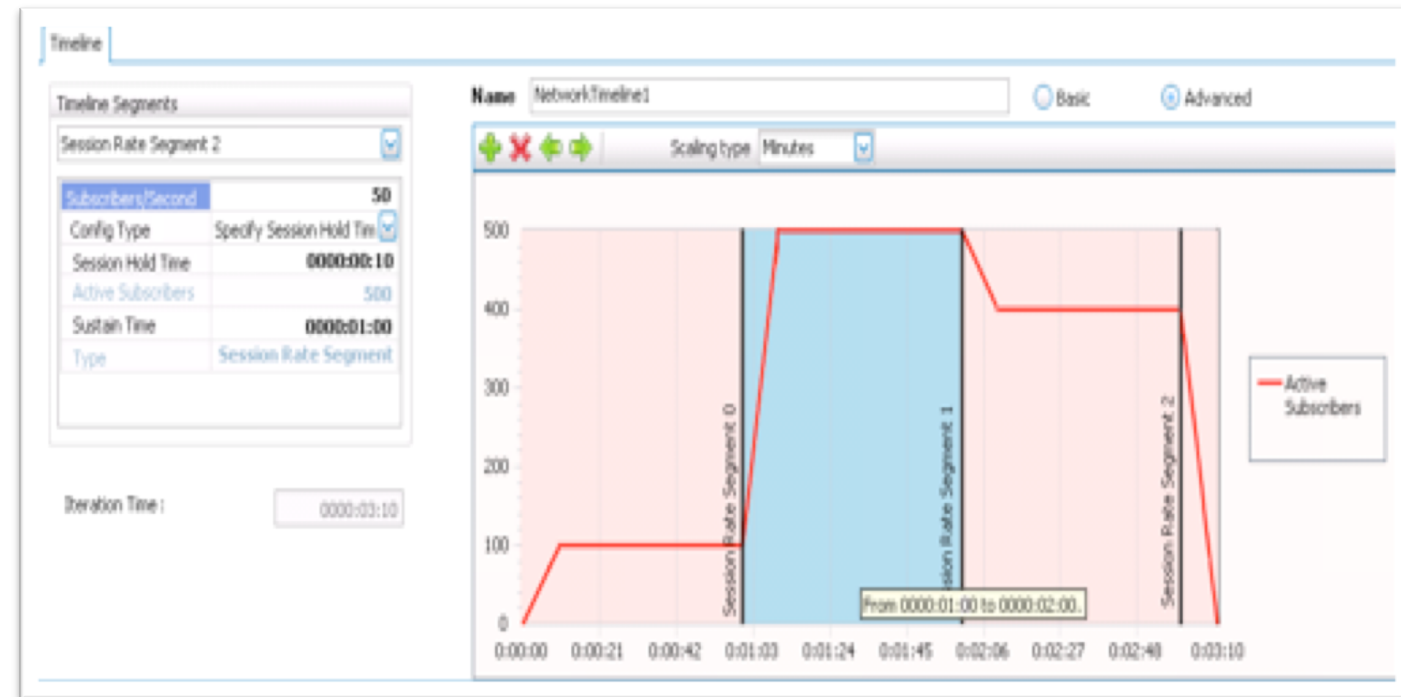 Timeline
Timeline Segments
Session Rate Segment 2
Subscribers/Second 50
Config Type Specify Session Hold Tim
Session Hold Time 0000:00:10
Active Subscribers 500
Sustain Time 0000:01:00
Type Session Rate Segment
Iteration Time : 0000:03:10
Name NetworkTimeline1 Basic Advanced
Scaling type Minutes
500
400
300
200
100
0
Session Rate Segment 0
Session Rate Segment 1
Session Rate Segment 2
From 0000:01:00 to 0000:02:00.
0:00:00 0:00:21 0:00:42 0:01:03 0:01:24 0:01:45 0:02:06 0:02:27 0:02:48 0:03:10
Active
Subscribers